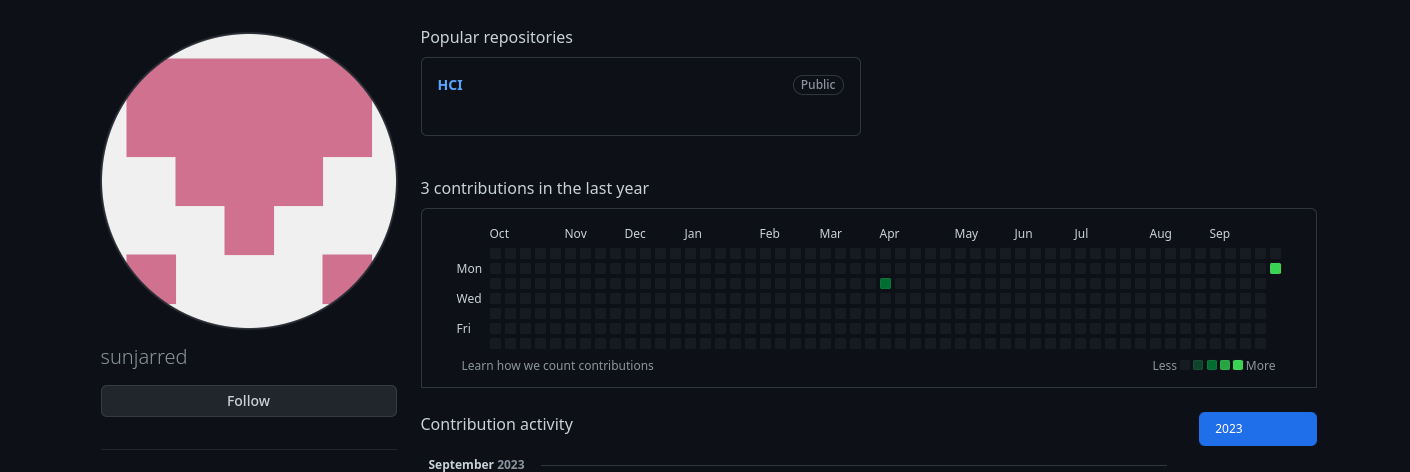 Popular repositories
HCI
Public
3 contributions in the last year
Oct Nov Dec Jan Feb Mar Apr May Jun Jul Aug Sep
Mon
Wed
Fri
Learn how we count contributions
Less More
sunjarred
Follow
Contribution activity
2023
September 2023